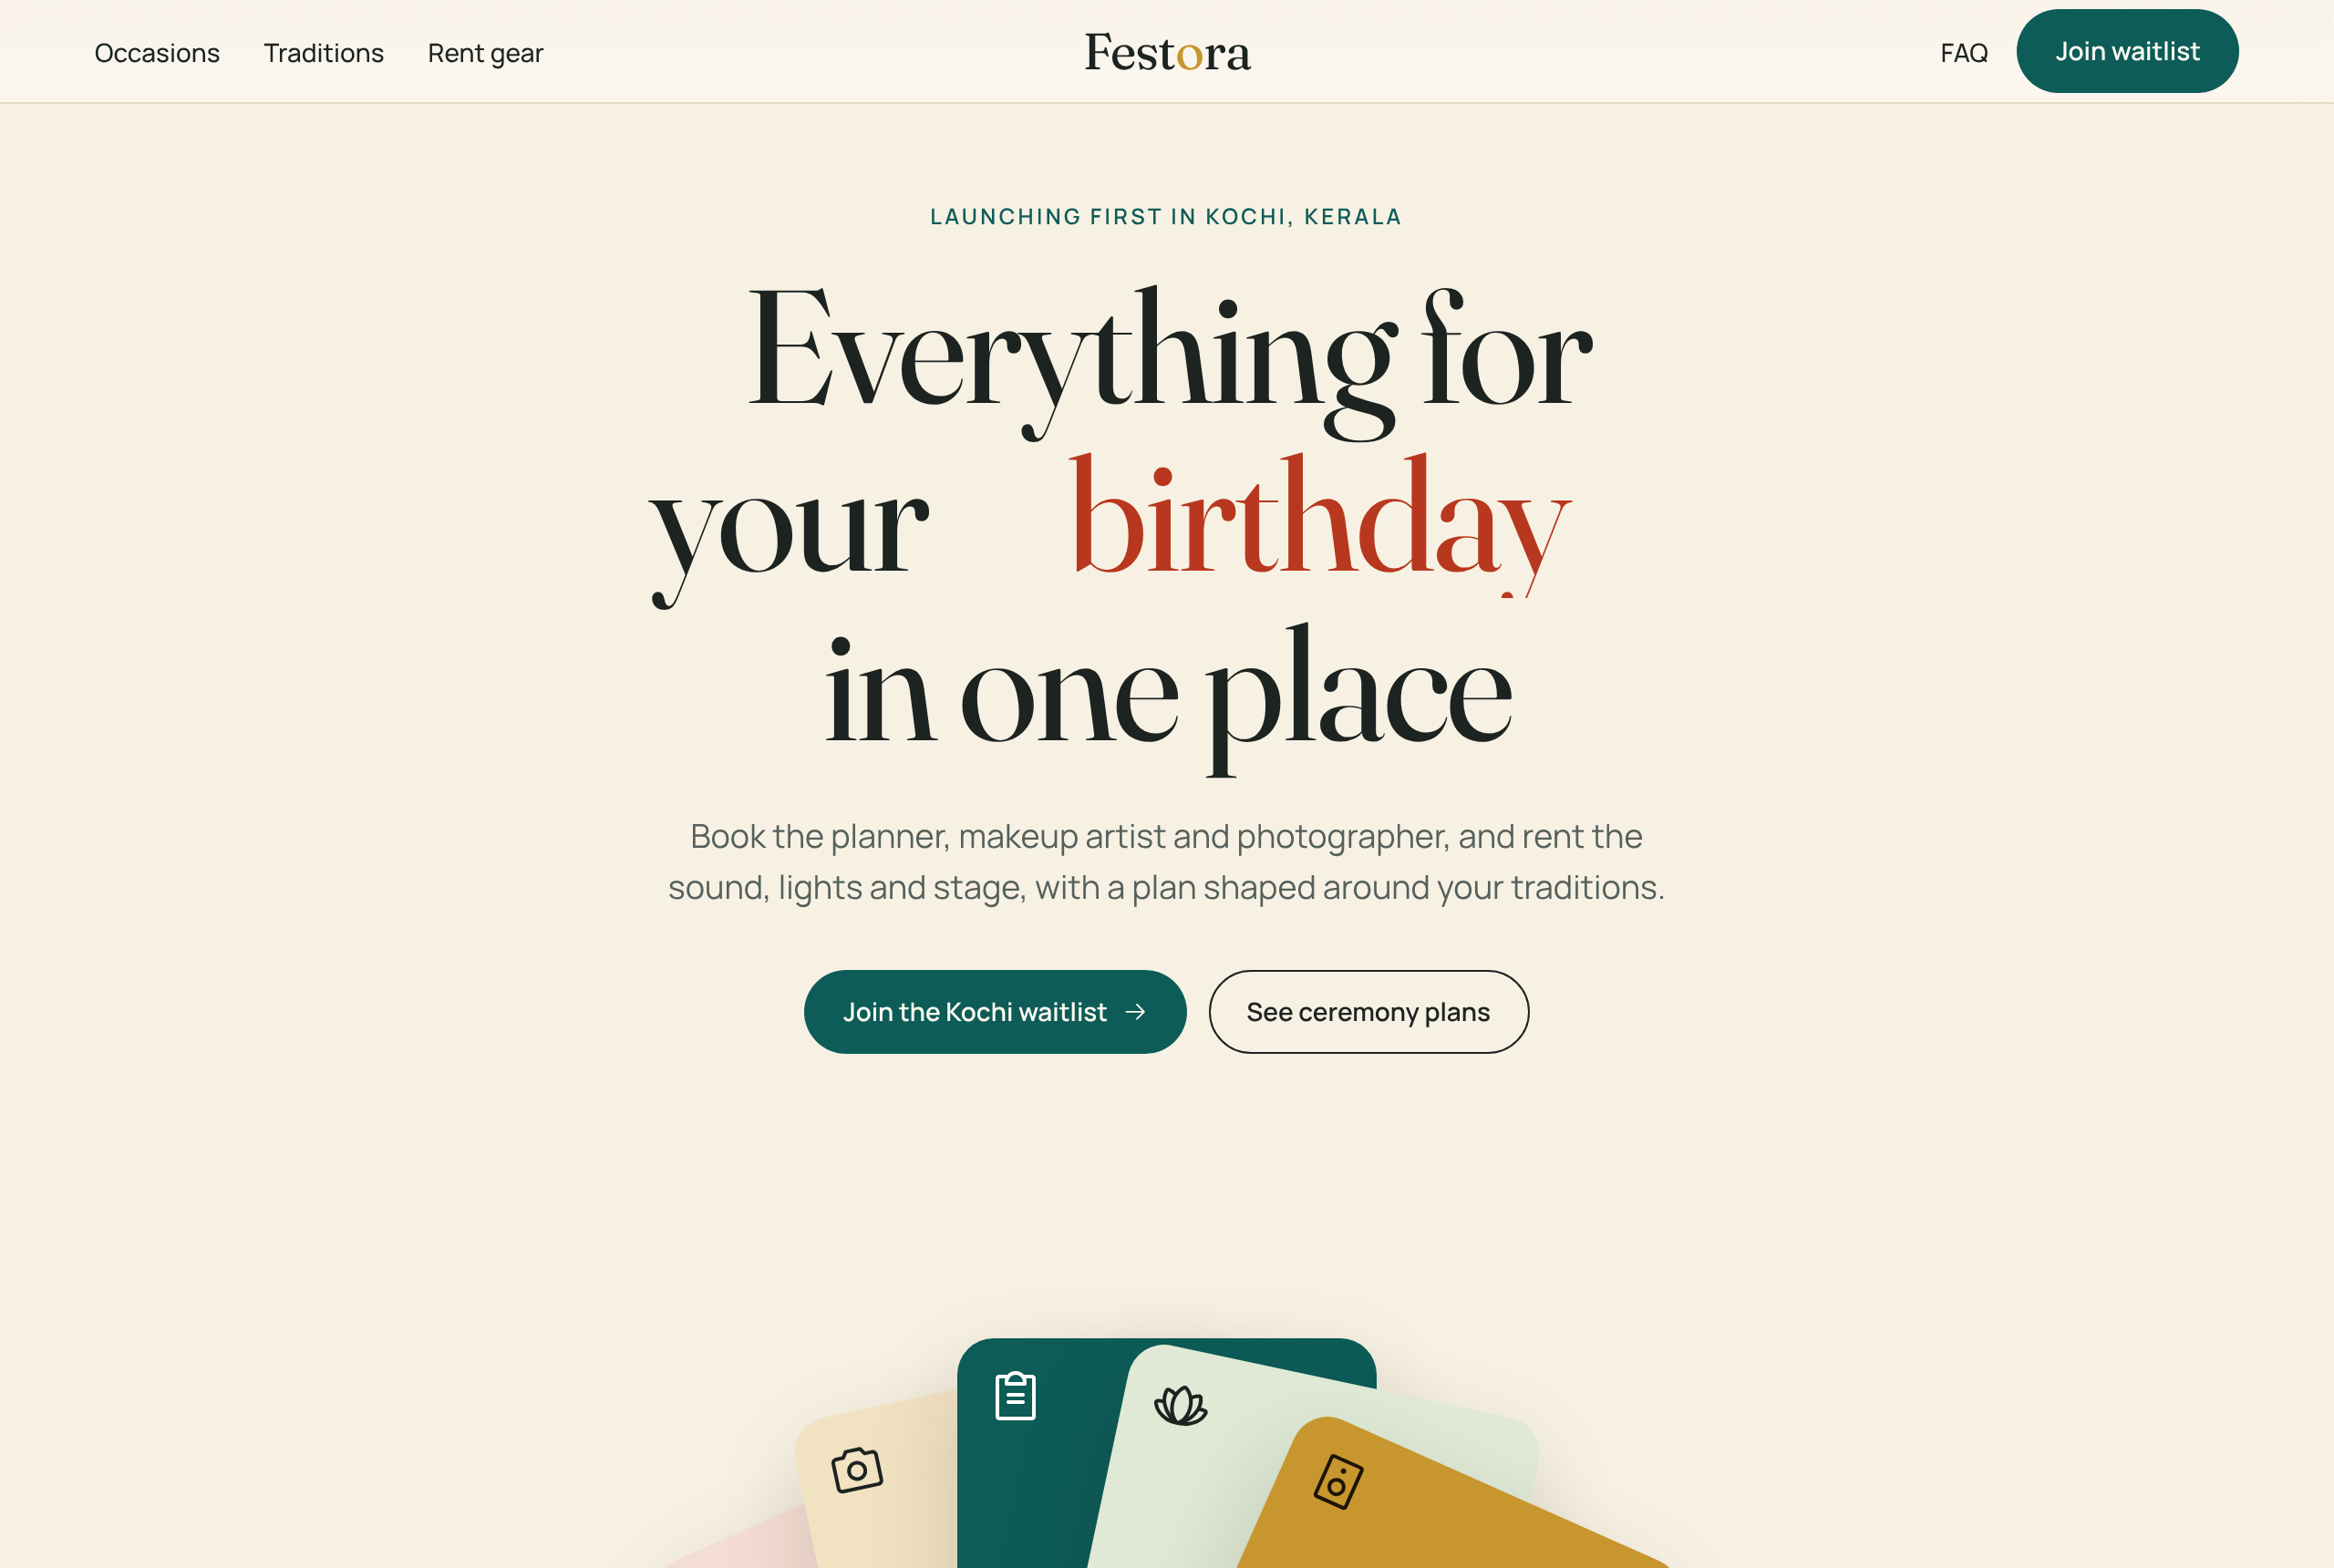 Occasions Traditions Rent gear Festora FAQ Join waitlist
LAUNCHING FIRST IN KOCHI, KERALA
Everything for
your birthday
in one place
Book the planner, makeup artist and photographer, and rent the
sound, lights and stage, with a plan shaped around your traditions.
Join the Kochi waitlist → See ceremony plans